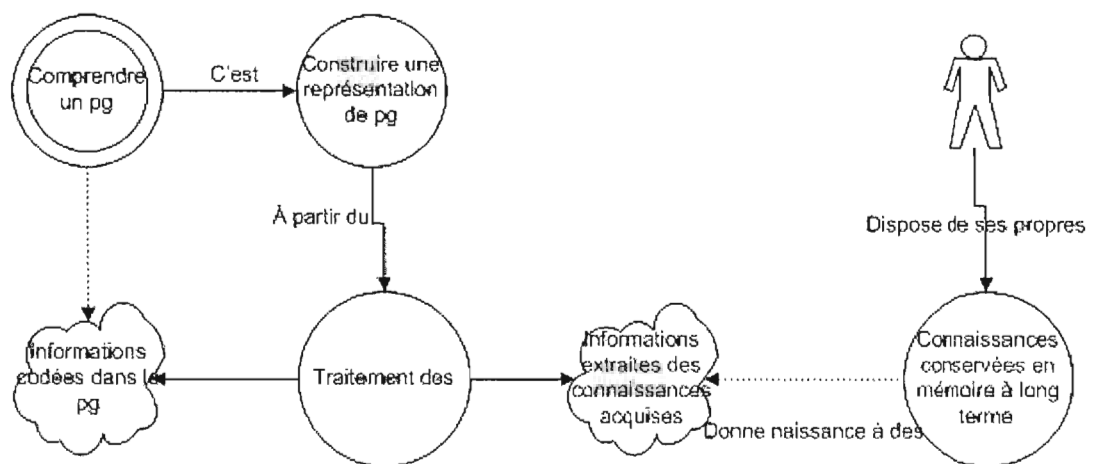 Comprendre
un pg
C'est
Construire une
représentation
de pg
À partir du
Dispose de ses propres
Informations
codées dans le
pg
Traitement des
Informations
extraites des
connaissances
acquises
Connaissances
conservées en
mémoire à long
terme
Donne naissance à des